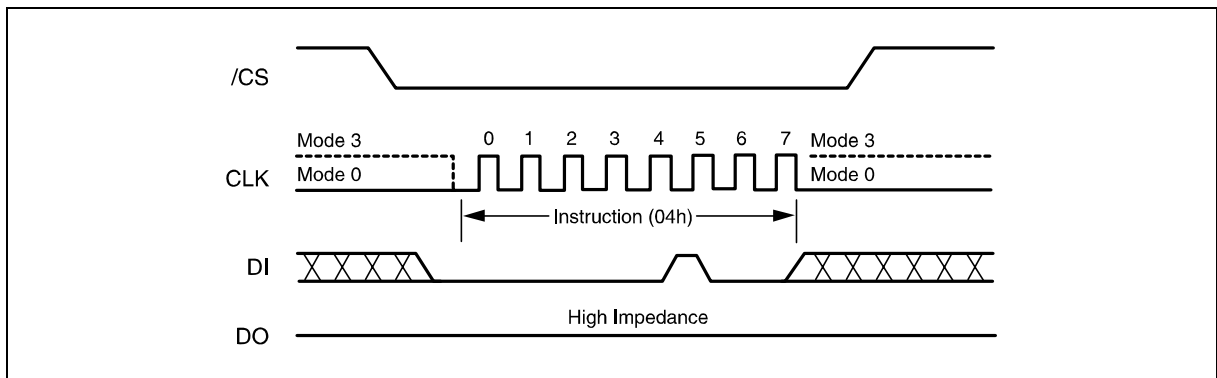 /CS
Mode 3 0 1 2 3 4 5 6 7 Mode 3
CLK Mode 0 Mode 0
Instruction (04h)
DI
High Impedance
DO